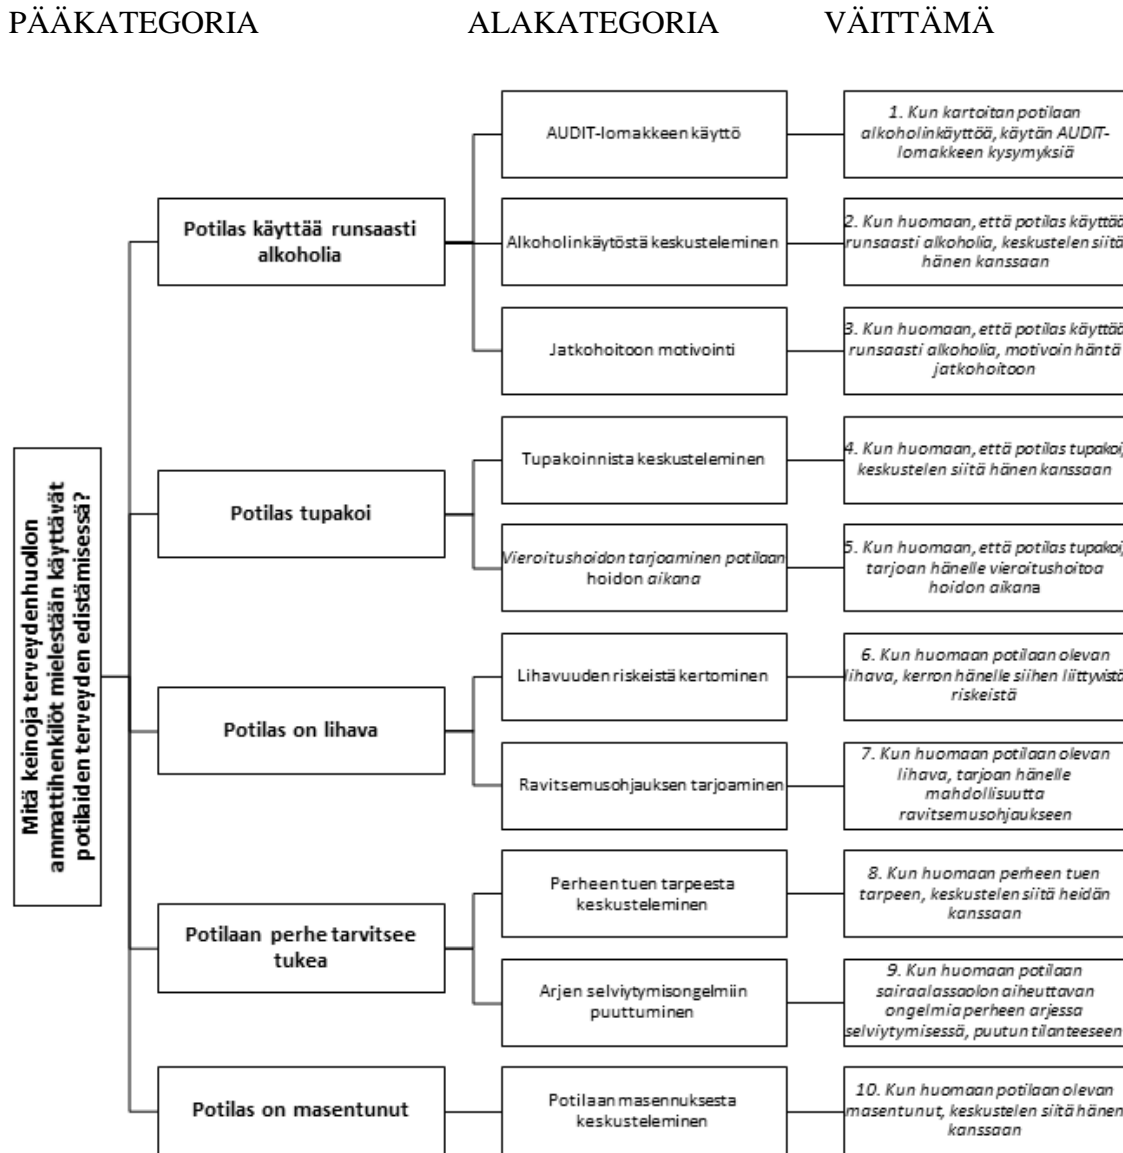 PÄÄKATEGORIA
ALAKATEGORIA
VÄITTÄMÄ
Mitä keinoja terveydenhuollon
ammattihenkilöt mielestään käyttävät
potilaiden terveyden edistämisessä?
Potilas käyttää runsaasti
alkoholia
AUDIT-lomakkeen käyttö
1. Kun kartoitan potilaan
alkoholinkäyttöä, käytän AUDIT-
lomakkeen kysymyksiä
Alkoholinkäytöstä keskusteleminen
2. Kun huomaan, että potilas käyttää
runsaasti alkoholia, keskustelen siitä
hänen kanssaan
Jatkohoitoon motivointi
3. Kun huomaan, että potilas käyttää
runsaasti alkoholia, motivoin häntä
jatkohoitoon
Potilas tupakoi
Tupakoinnista keskusteleminen
4. Kun huomaan, että potilas tupakoi,
keskustelen siitä hänen kanssaan
Vieroitushoidon tarjoaminen potilaan
hoidon aikana
5. Kun huomaan, että potilas tupakoi,
tarjoan hänelle vieroitushoitoa
hoidon aikana
Potilas on lihava
Lihavuuden riskeistä kertominen
6. Kun huomaan potilaan olevan
lihava, kerron hänelle siihen liittyvistä
riskeistä
Ravitsemusohjauksen tarjoaminen
7. Kun huomaan potilaan olevan
lihava, tarjoan hänelle
mahdollisuutta
ravitsemusohjaukseen
Potilaan perhe tarvitsee
tukea
Perheen tuen tarpeesta
keskusteleminen
8. Kun huomaan perheen tuen
tarpeen, keskustelen siitä heidän
kanssaan
Arjen selviytymisongelmiin
puuttuminen
9. Kun huomaan potilaan
sairaalassaolon aiheuttavan
ongelmia perheen arjessa
selviytymisessä, puutun tilanteeseen
Potilas on masentunut
Potilaan masennuksesta
keskusteleminen
10. Kun huomaan potilaan olevan
masentunut, keskustelen siitä hänen
kanssaan